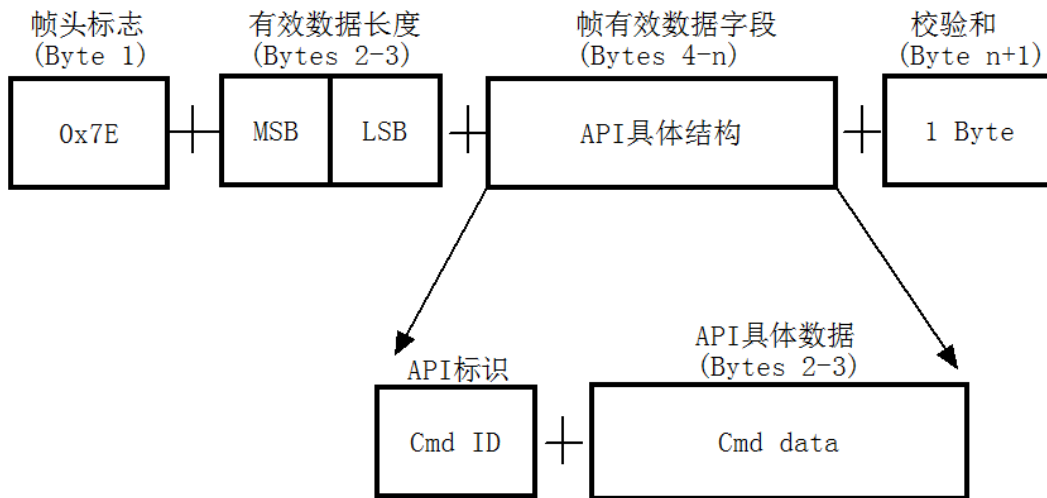 帧头标志
(Byte 1)
有效数据长度
(Bytes 2-3)
帧有效数据字段
(Bytes 4-n)
校验和
(Byte n+1)
0x7E
MSB
LSB
API具体结构
1 Byte
API标识
API具体数据
(Bytes 2-3)
Cmd ID
Cmd data